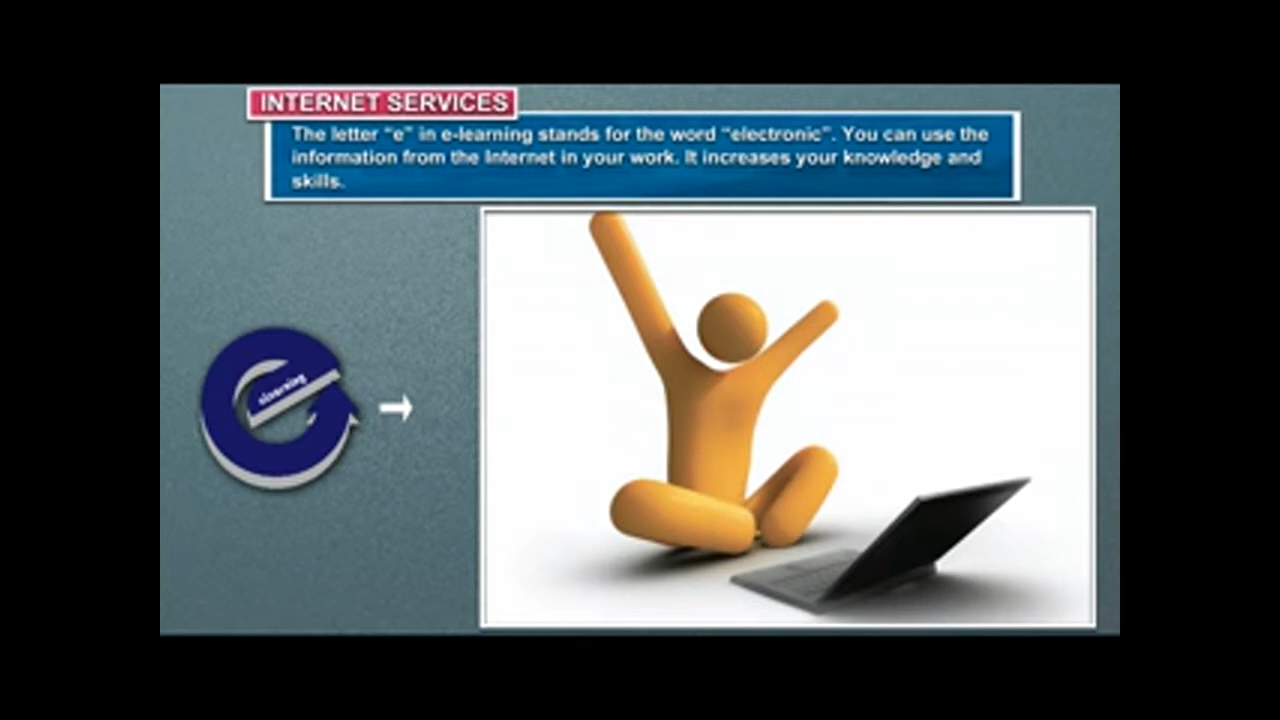 INTERNET SERVICES
The letter "e" in e-learning stands for the word "electronic". You can use the
information from the Internet in your work. It increases your knowledge and
skills.
elearning